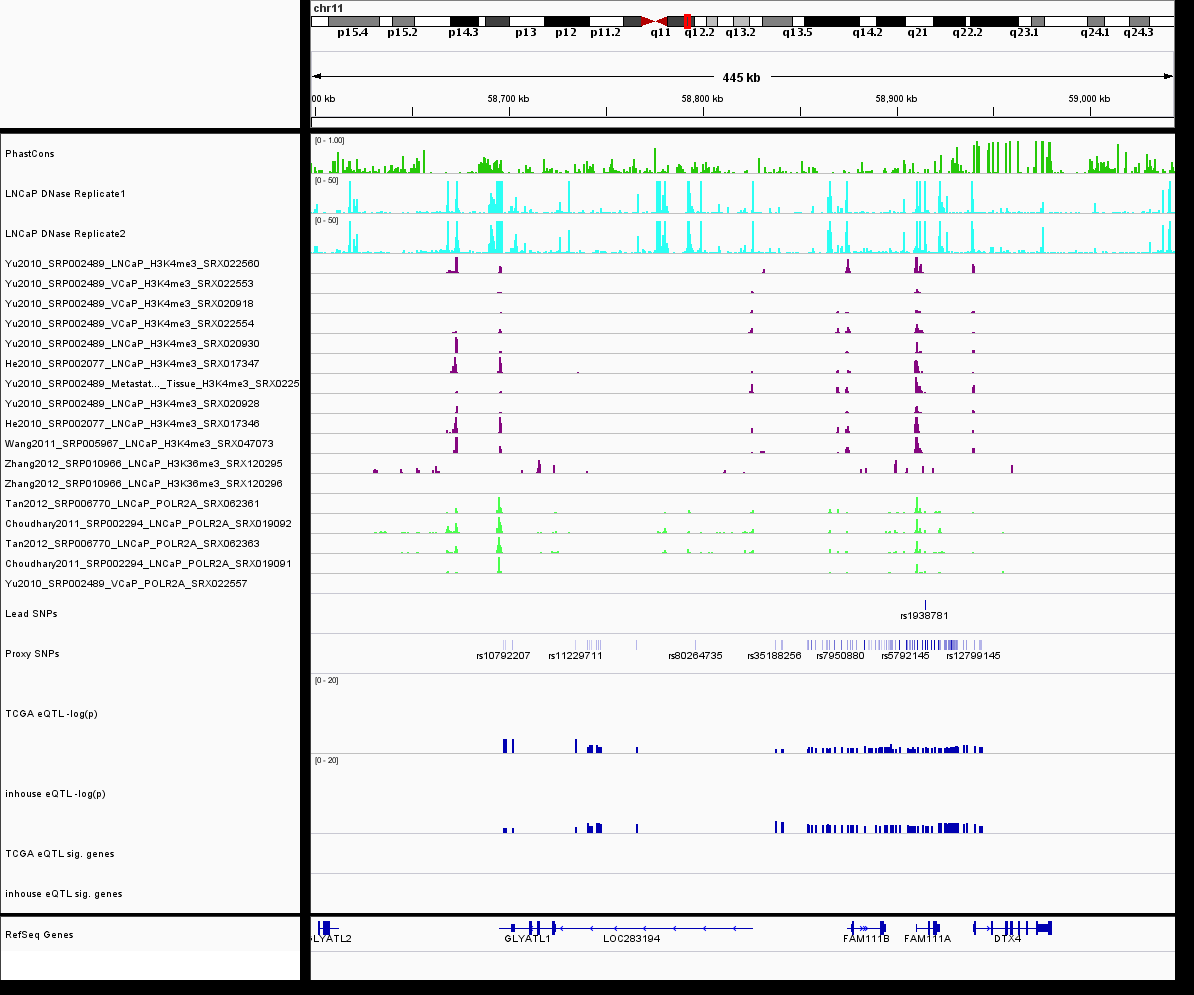 chr11
p15.4 p15.2 p14.3 p13 p12 p11.2 q11 q12.2 q13.2 q13.5 q14.2 q21 q22.2 q23.1 q24.1 q24.3
445 kb
00 kb 58,700 kb 58,800 kb 58,900 kb 59,000 kb
PhastCons [0 - 1.00]
LNCaP DNase Replicate1 [0 - 50]
LNCaP DNase Replicate2 [0 - 50]
Yu2010_SRP002489_LNCaP_H3K4me3_SRX022560
Yu2010_SRP002489_VCaP_H3K4me3_SRX022553
Yu2010_SRP002489_VCaP_H3K4me3_SRX020918
Yu2010_SRP002489_VCaP_H3K4me3_SRX022554
Yu2010_SRP002489_LNCaP_H3K4me3_SRX020930
He2010_SRP002077_LNCaP_H3K4me3_SRX017347
Yu2010_SRP002489_Metastat..._Tissue_H3K4me3_SRX0225
Yu2010_SRP002489_LNCaP_H3K4me3_SRX020928
He2010_SRP002077_LNCaP_H3K4me3_SRX017346
Wang2011_SRP005967_LNCaP_H3K4me3_SRX047073
Zhang2012_SRP010966_LNCaP_H3K36me3_SRX120295
Zhang2012_SRP010966_LNCaP_H3K36me3_SRX120296
Tan2012_SRP006770_LNCaP_POLR2A_SRX062361
Choudhary2011_SRP002294_LNCaP_POLR2A_SRX019092
Tan2012_SRP006770_LNCaP_POLR2A_SRX062363
Choudhary2011_SRP002294_LNCaP_POLR2A_SRX019091
Yu2010_SRP002489_VCaP_POLR2A_SRX022557
Lead SNPs rs1938781
Proxy SNPs rs10792207 rs11229711 rs80264735 rs35188256 rs7950880 rs5792145 rs12799145
[0 - 20]
TCGA eQTL -log(p)
[0 - 20]
inhouse eQTL -log(p)
TCGA eQTL sig. genes
inhouse eQTL sig. genes
RefSeq Genes LYATL2 GLYATL1 LOC283194 FAM111B FAM111A DTX4